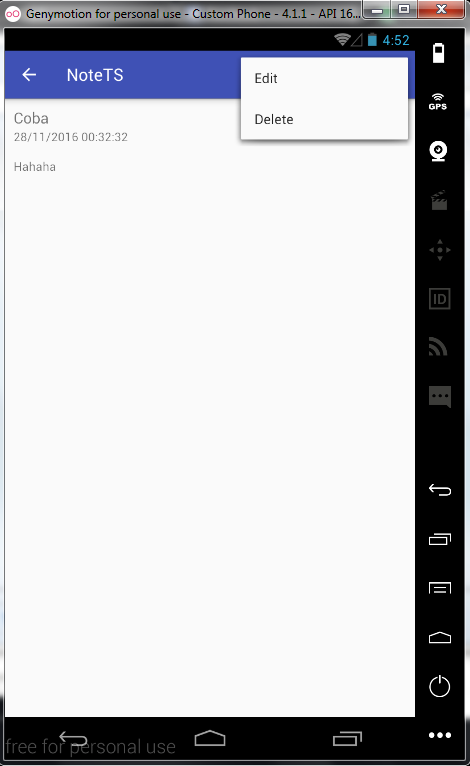 Genymotion for personal use - Custom Phone - 4.1.1 - API 16...
4:52
NoteTS
Edit
Delete
Coba
28/11/2016 00:32:32
Hahaha
GPS
ID
free for personal use